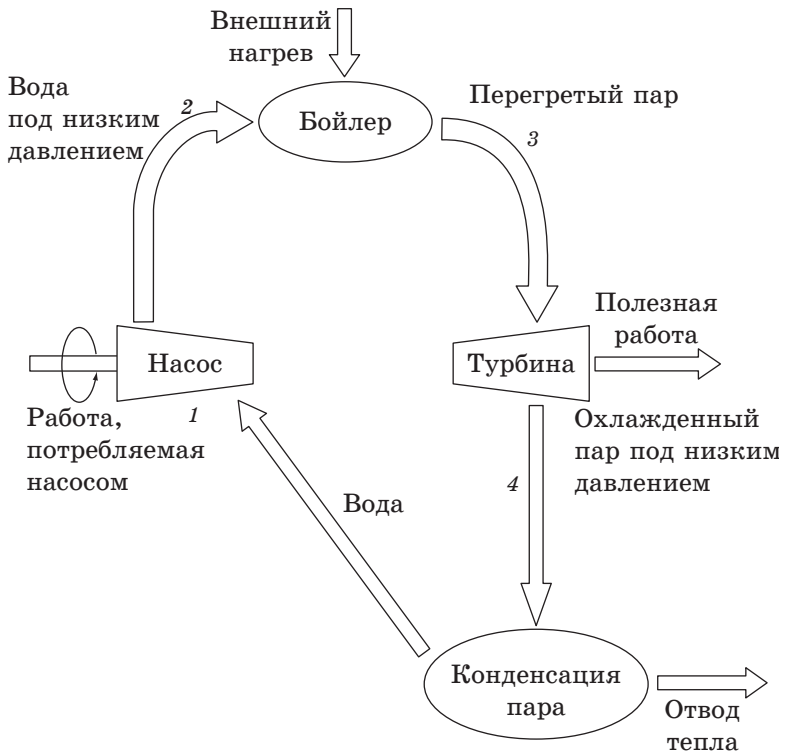 Внешний
нагрев
Вода
под низким
давлением
2
Бойлер
Перегретый пар
3
Насос
1
Работа,
потребляемая
насосом
Турбина
Полезная
работа
Охлажденный
пар под низким
давлением
4
Вода
Конденсация
пара
Отвод
тепла